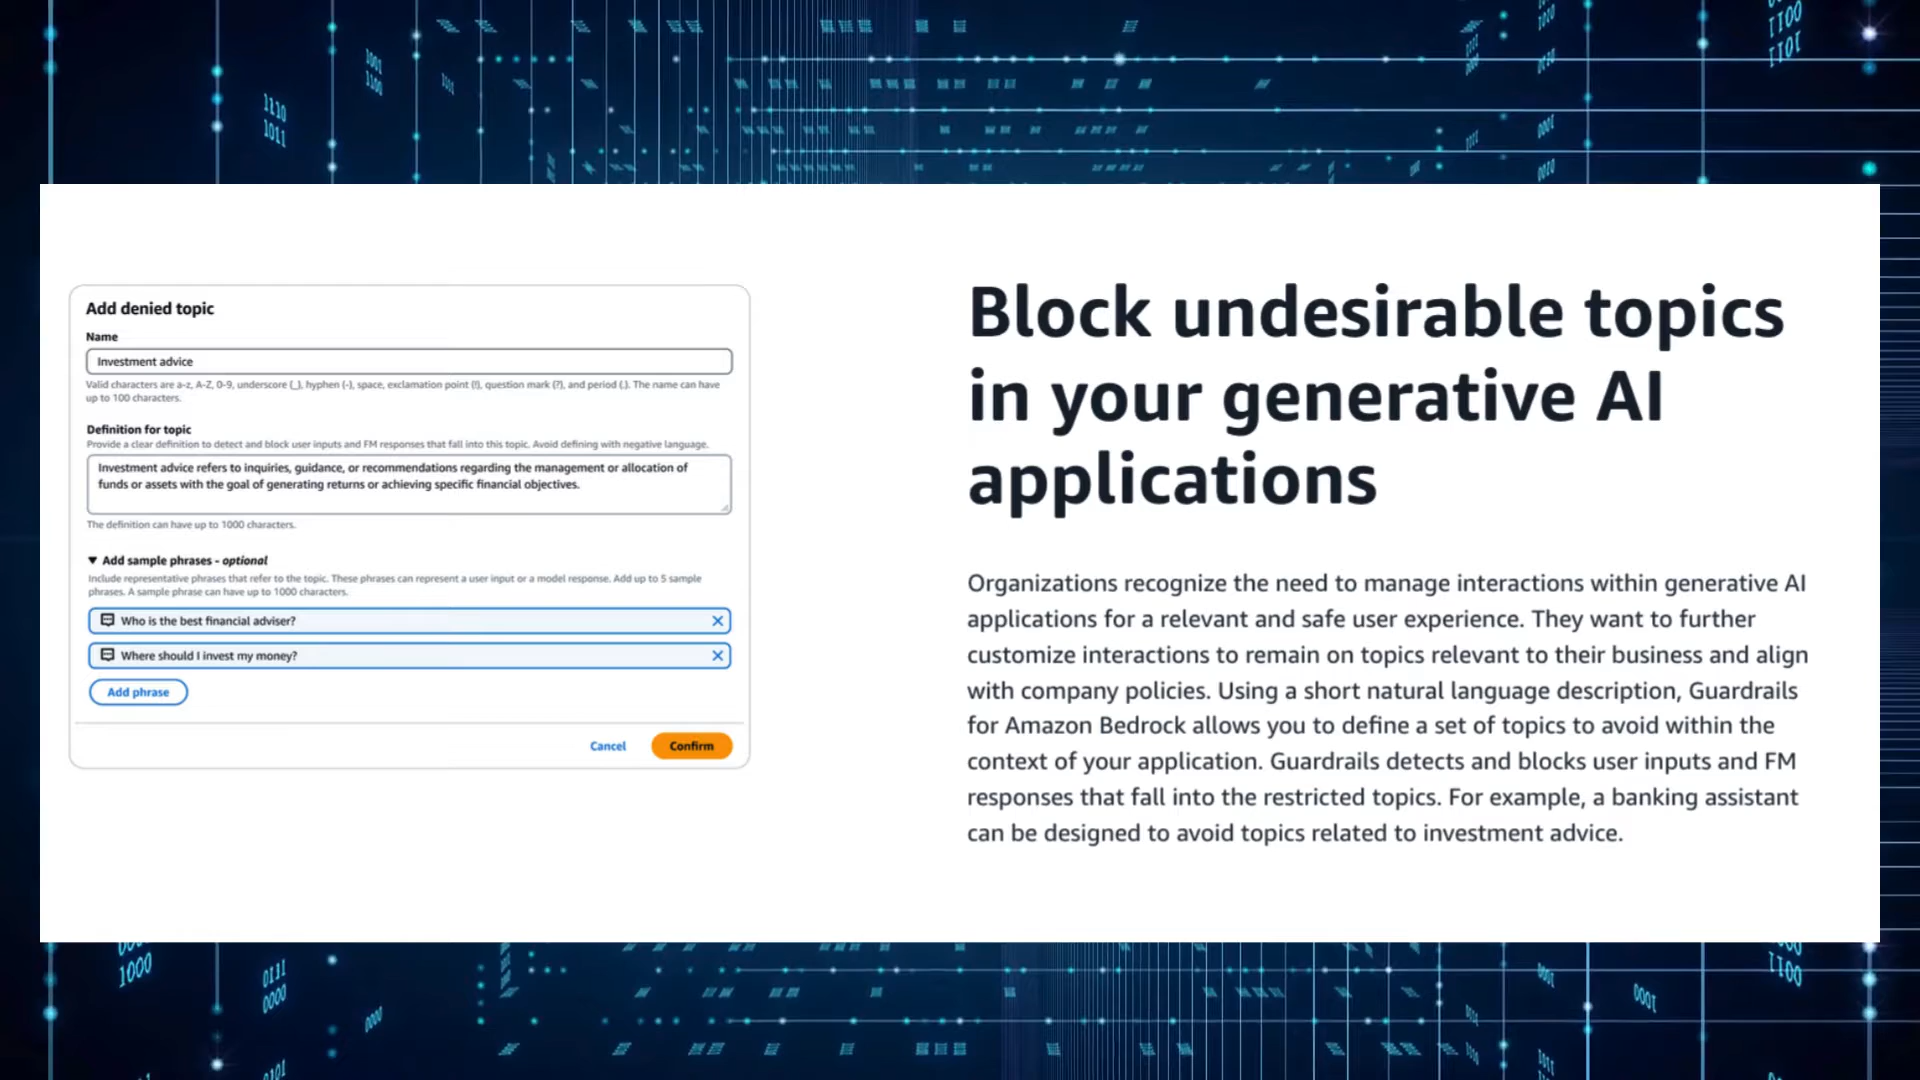 Add denied topic
Name
Investment advice
Valid characters are a-z, A-Z, 0-9, underscore (_), hyphen (-), space, exclamation point (!), question mark (?), and period (.). The name can have
up to 100 characters.
Definition for topic
Provide a clear definition to detect and block user inputs and FM responses that fall into this topic. Avoid defining with negative language.
Investment advice refers to inquiries, guidance, or recommendations regarding the management or allocation of
funds or assets with the goal of generating returns or achieving specific financial objectives.
The definition can have up to 1000 characters.
Add sample phrases - optional
Include representative phrases that refer to the topic. These phrases can represent a user input or a model response. Add up to 5 sample
phrases. A sample phrase can have up to 1000 characters.
Who is the best financial adviser?
Where should I invest my money?
Add phrase
Cancel
Confirm
Block undesirable topics
in your generative AI
applications
Organizations recognize the need to manage interactions within generative AI
applications for a relevant and safe user experience. They want to further
customize interactions to remain on topics relevant to their business and align
with company policies. Using a short natural language description, Guardrails
for Amazon Bedrock allows you to define a set of topics to avoid within the
context of your application. Guardrails detects and blocks user inputs and FM
responses that fall into the restricted topics. For example, a banking assistant
can be designed to avoid topics related to investment advice.